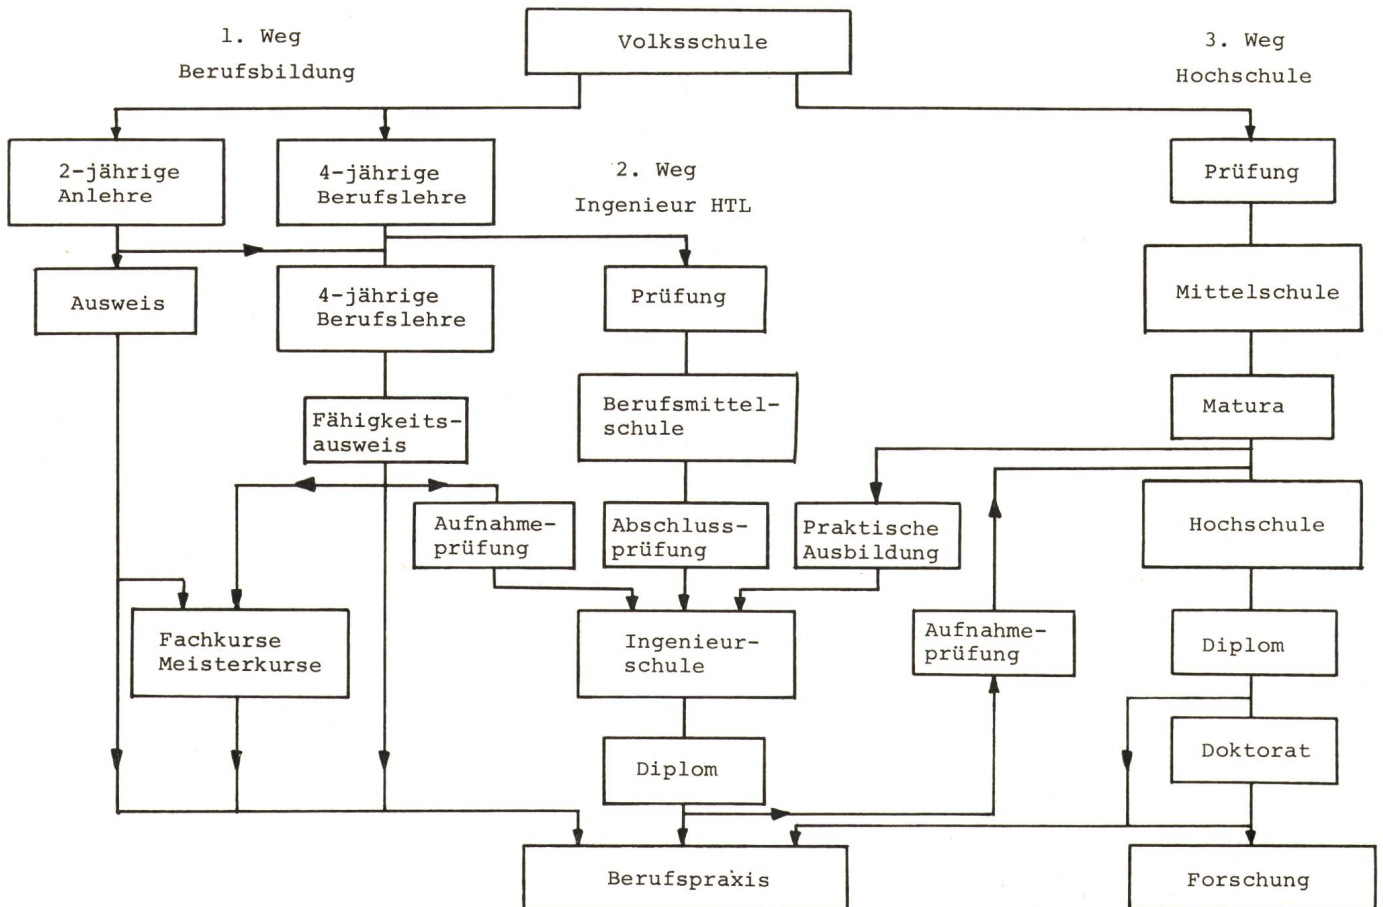 1. Weg
Berufsbildung
Volksschule
3. Weg
Hochschule
2-jährige
Anlehre
4-jährige
Berufslehre
2. Weg
Ingenieur HTL
Prüfung
Ausweis
4-jährige
Berufslehre
Prüfung
Mittelschule
Fähigkeits-
ausweis
Berufsmittel-
schule
Matura
Aufnahme-
prüfung
Abschluss-
prüfung
Praktische
Ausbildung
Hochschule
Fachkurse
Meisterkurse
Ingenieur-
schule
Aufnahme-
prüfung
Diplom
Diplom
Doktorat
Berufspraxis
Forschung